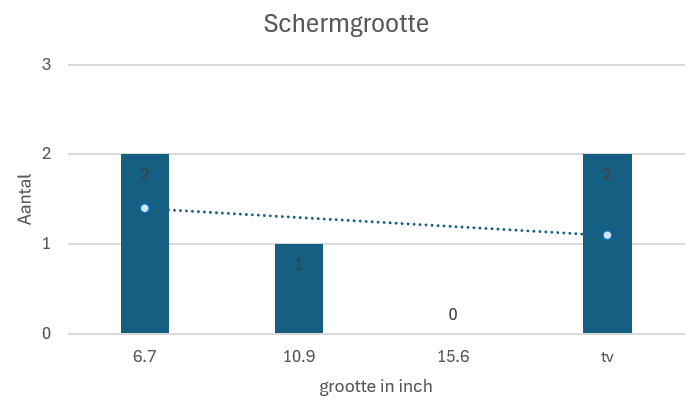 Schermgrootte
3
2
1
0
Aantal
2
1
0
2
6.7 10.9 15.6 tv
grootte in inch